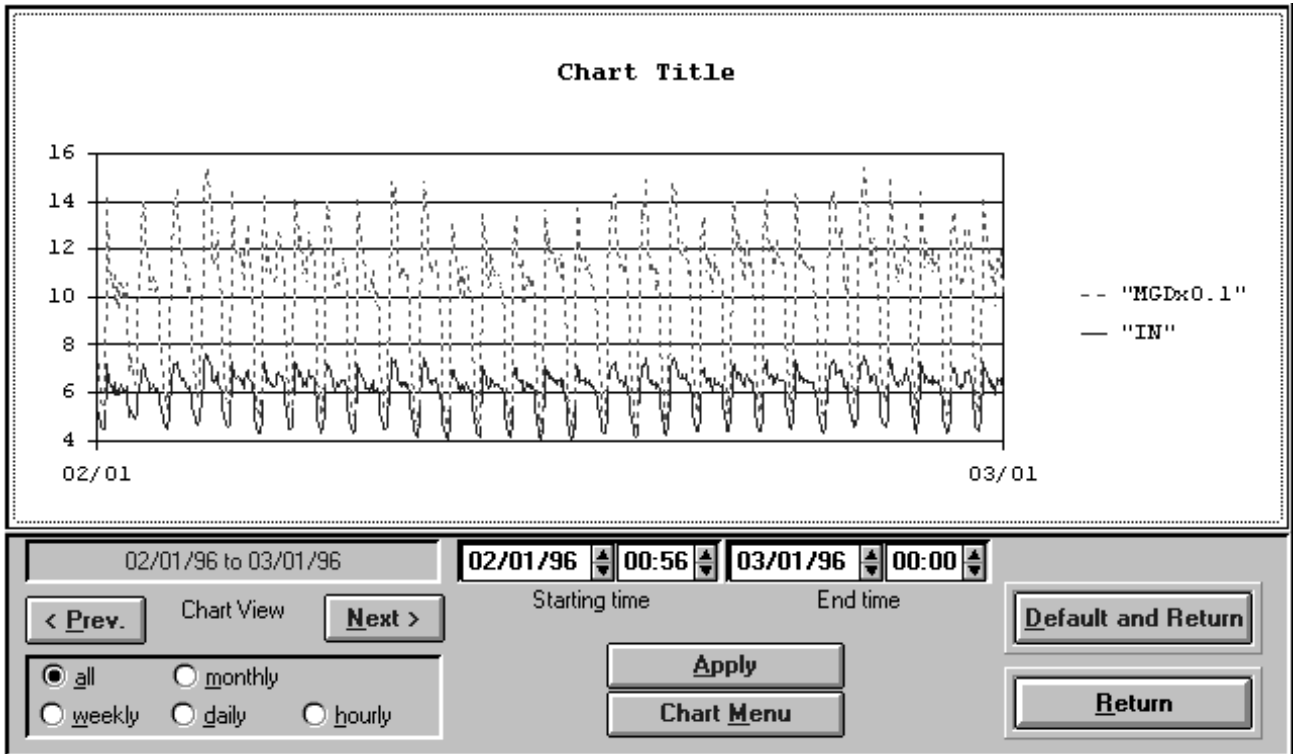 Chart Title
16
14
12
10
8
6
4
02/01
03/01
"MGDx0.1"
"IN"
02/01/96 to 03/01/96
< Prev.
Chart View
Next >
all
monthly
weekly
daily
hourly
02/01/96
00:56
03/01/96
00:00
Starting time
End time
Apply
Chart Menu
Default and Return
Return